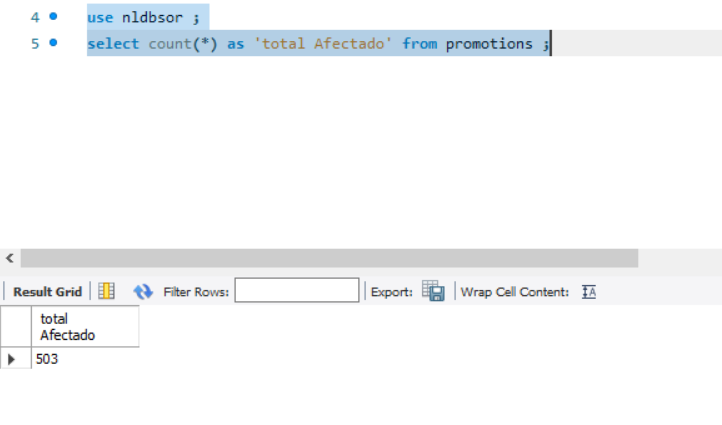 4 use nldbsor ;
5 select count(*) as 'total Afectado' from promotions ;
Result Grid Filter Rows: Export: Wrap Cell Content: IA
total
Afectado
503